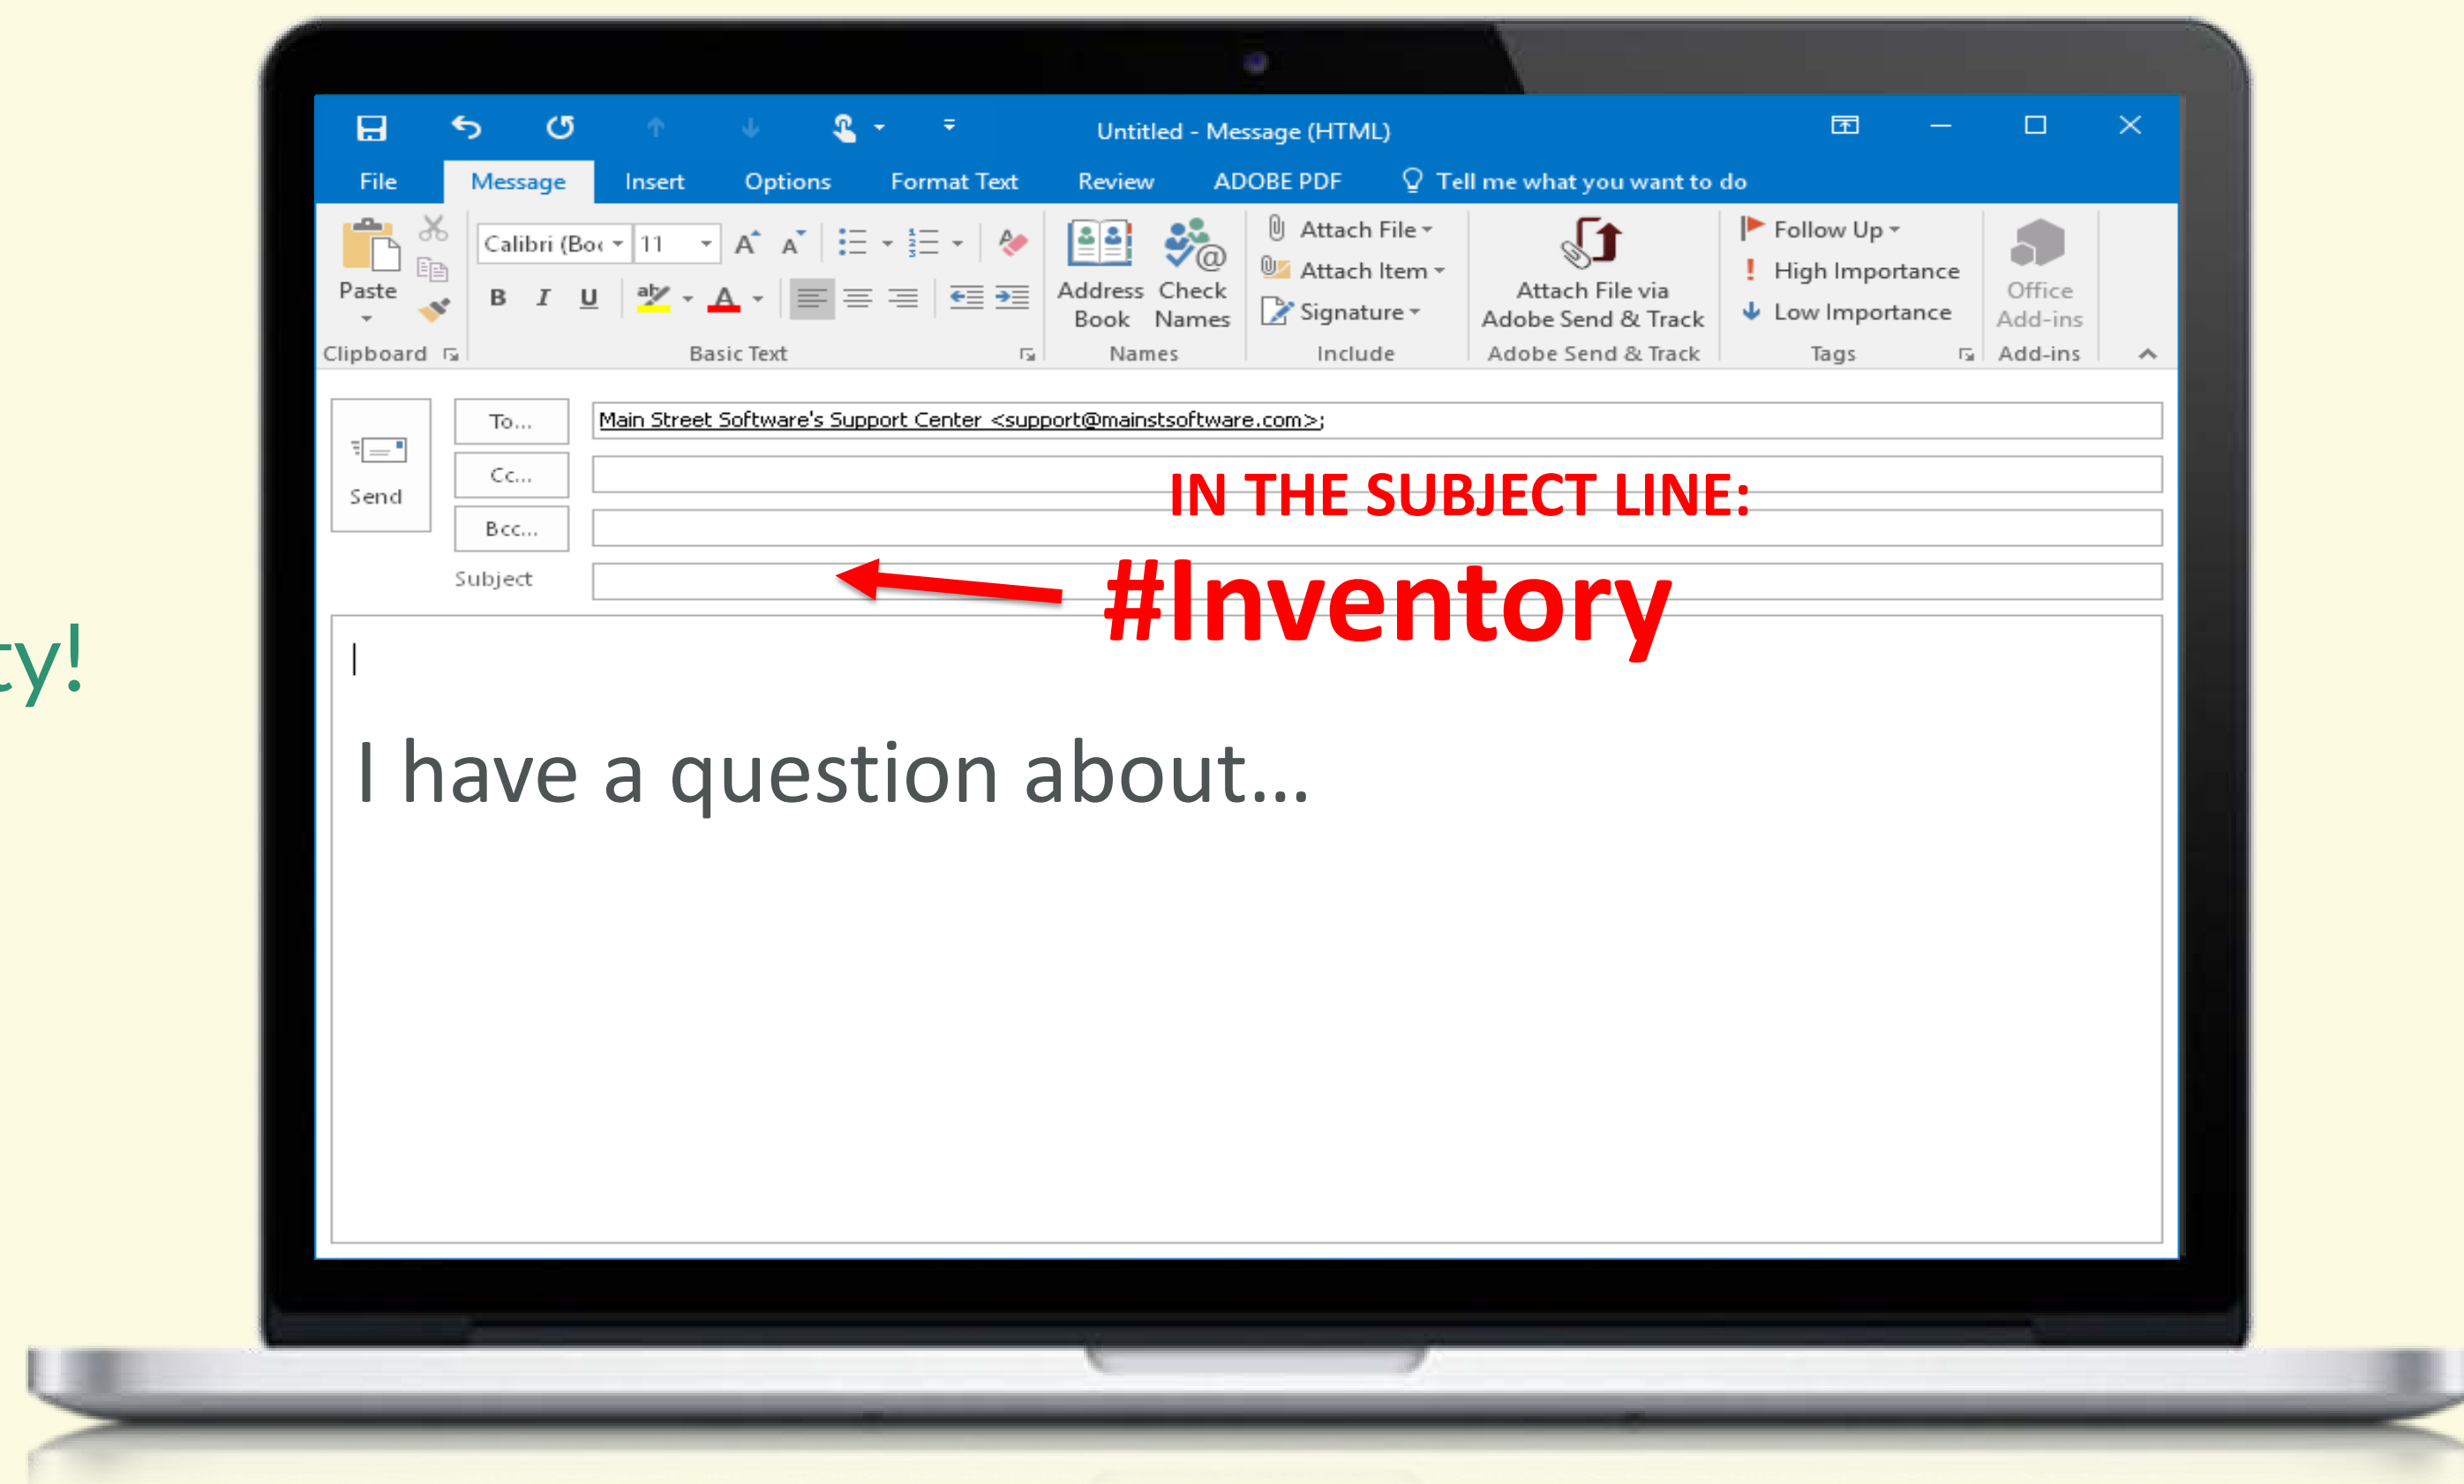 Untitled - Message (HTML)
File Message Insert Options Format Text Review ADOBE PDF Tell me what you want to do
Calibri (Boo 11
Paste
B I U
Address Book
Check Names
Attach File
Attach Item
Signature
Attach File via
Adobe Send & Track
Follow Up
High Importance
Low Importance
Office
Add-ins
Clipboard Basic Text Names Include Adobe Send & Track Tags Add-ins
Send
To... Main Street Software's Support Center <support@mainstsoftware.com>;
Cc...
IN THE SUBJECT LINE:
Bcc...
Subject
#Inventory
ty!
I have a question about...